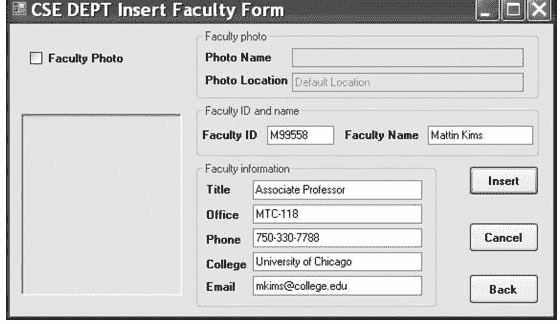 CSE DEPT Insert Faculty Form
Faculty Photo
Faculty photo
Photo Name
Photo Location Default Location
Faculty ID and name
Faculty ID M99558 Faculty Name Mattin Kims
Faculty information
Title Associate Professor
Office MTC-118
Phone 750-330-7788
College University of Chicago
Email mkims@college.edu
Insert
Cancel
Back